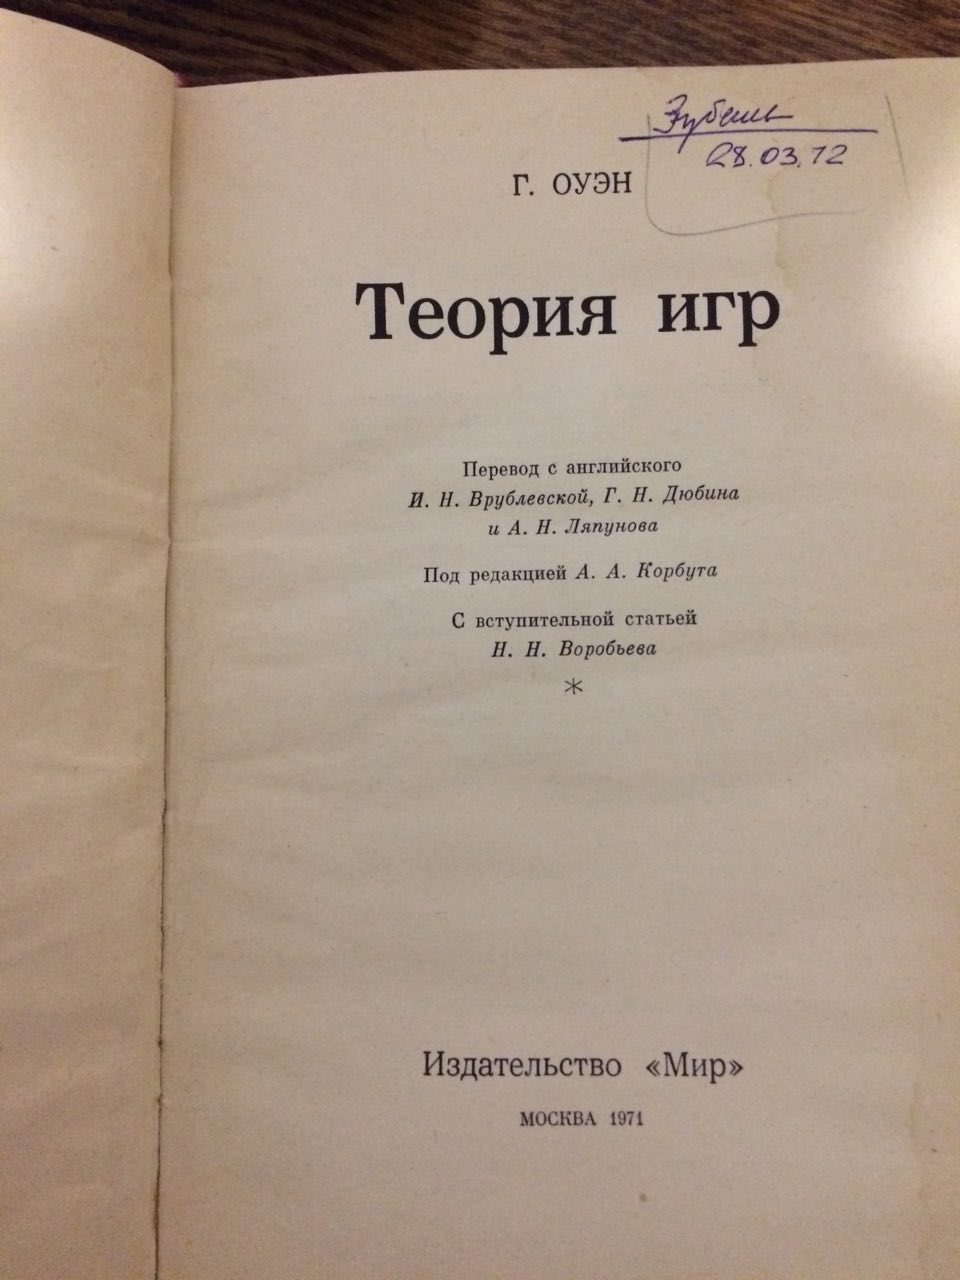 28.03.72
Г. ОУЭН
Теория игр
Перевод с английского
И. Н. Врублевской, Г. Н. Дюбина
и А. Н. Ляпунова
Под редакцией А. А. Корбута
С вступительной статьей
Н. Н. Воробьева
*
Издательство «Мир»
МОСКВА 1971